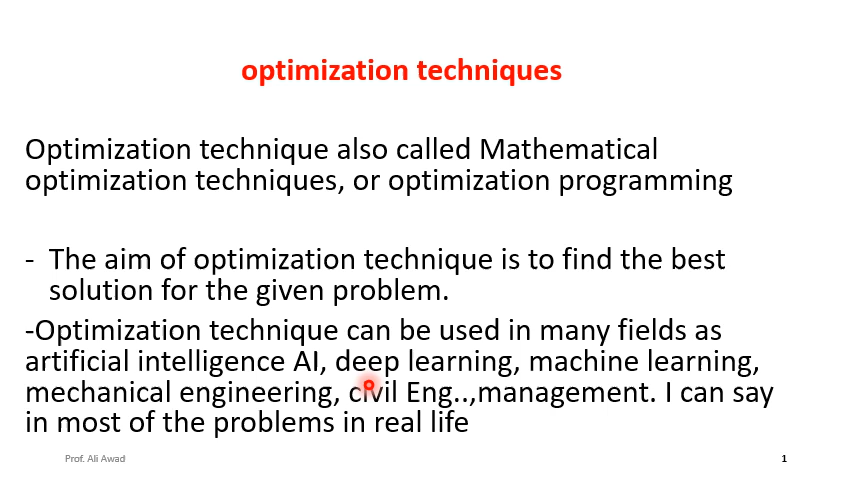 optimization techniques
Optimization technique also called Mathematical
optimization techniques, or optimization programming
- The aim of optimization technique is to find the best
solution for the given problem.
-Optimization technique can be used in many fields as
artificial intelligence AI, deep learning, machine learning,
mechanical engineering, civil Eng..,management. I can say
in most of the problems in real life
Prof. Ali Awad
1